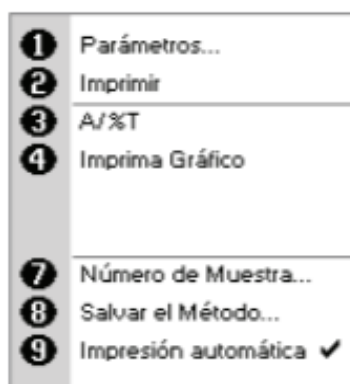 1 Parámetros...
2 Imprimir
3 A/%T
4 Imprima Gráfico
7 Número de Muestra...
8 Salvar el Método...
9 Impresión automática ✔